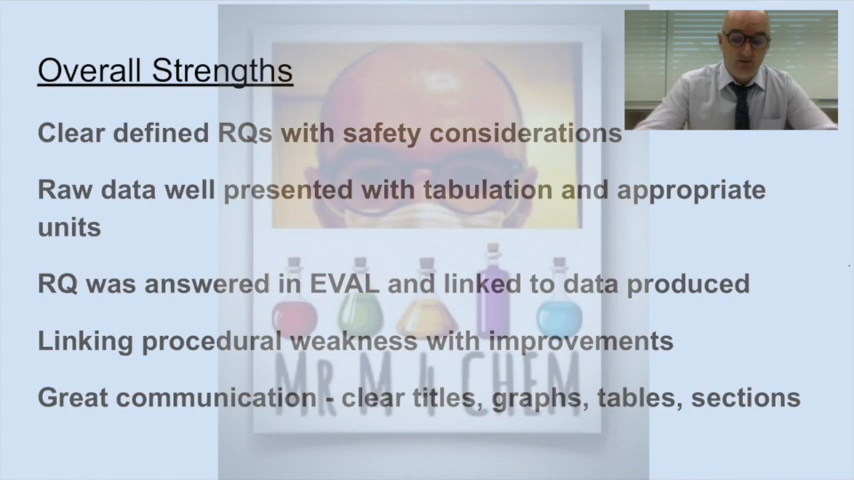 Overall Strengths
Clear defined RQs with safety considerations
Raw data well presented with tabulation and appropriate
units
RQ was answered in EVAL and linked to data produced
Linking procedural weakness with improvements
MR M 4 CHEM
Great communication - clear titles, graphs, tables, sections